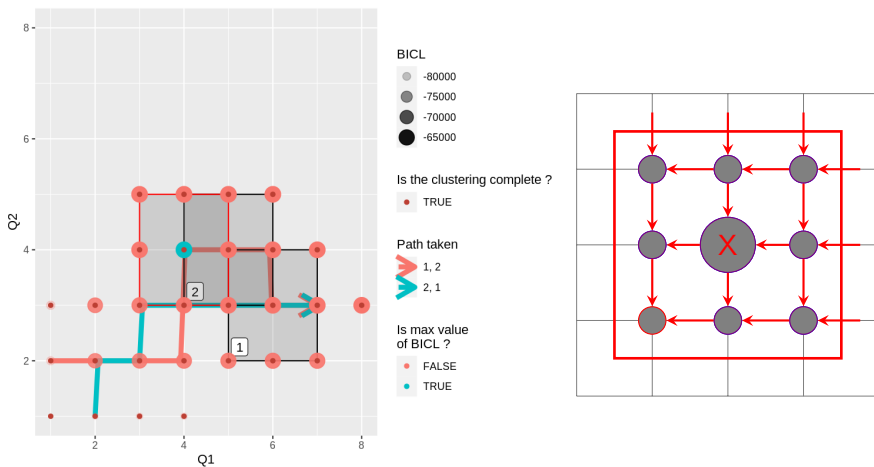 8
6
4
2
Q2
2
1
2
4
6
8
Q1
BICL
-80000
-75000
-70000
-65000
Is the clustering complete ?
TRUE
Path taken
1, 2
2, 1
Is max value
of BICL ?
FALSE
TRUE
X